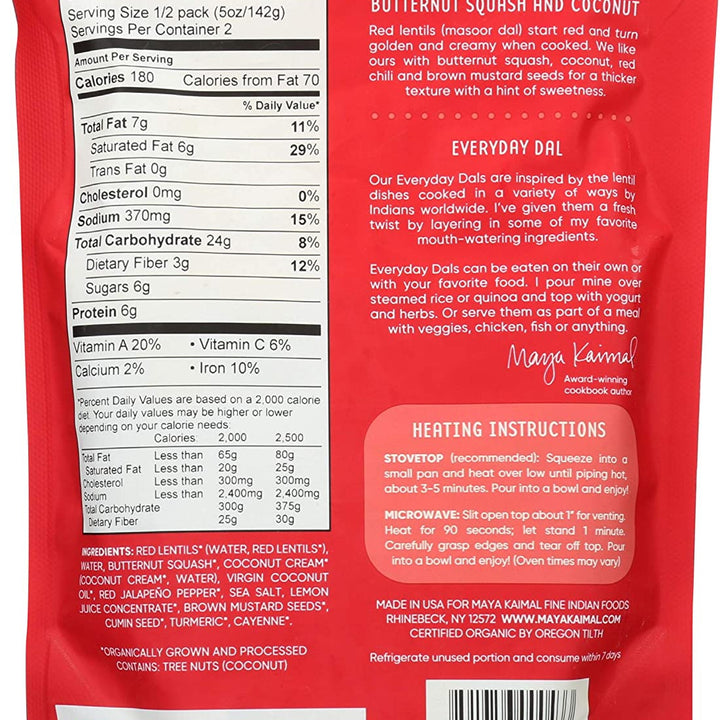 Serving Size 1/2 pack (5oz/142g)
Servings Per Container 2
Amount Per Serving
Calories 180 Calories from Fat 70
% Daily Value*
Total Fat 7g 11%
Saturated Fat 6g 29%
Trans Fat 0g
Cholesterol 0mg 0%
Sodium 370mg 15%
Total Carbohydrate 24g 8%
Dietary Fiber 3g 12%
Sugars 6g
Protein 6g
Vitamin A 20% • Vitamin C 6%
Calcium 2% • Iron 10%
*Percent Daily Values are based on a 2,000 calorie
diet. Your daily values may be higher or lower
depending on your calorie needs:
Calories: 2,000 2,500
Total Fat Less than 65g 80g
Saturated Fat Less than 20g 25g
Cholesterol Less than 300mg 300mg
Sodium Less than 2,400mg 2,400mg
Total Carbohydrate 300g 375g
Dietary Fiber 25g 30g
INGREDIENTS: RED LENTILS* (WATER, RED LENTILS*),
WATER, BUTTERNUT SQUASH*, COCONUT CREAM*
(COCONUT CREAM*, WATER), VIRGIN COCONUT
OIL*, RED JALAPEÑO PEPPER*, SEA SALT, LEMON
JUICE CONCENTRATE*, BROWN MUSTARD SEEDS*,
CUMIN SEED*, TURMERIC*, CAYENNE*.
*ORGANICALLY GROWN AND PROCESSED
CONTAINS: TREE NUTS (COCONUT)
BUTTERNUT SQUASH AND COCONUT
Red lentils (masoor dal) start red and turn
golden and creamy when cooked. We like
ours with butternut squash, coconut, red
chili and brown mustard seeds for a thicker
texture with a hint of sweetness.
EVERYDAY DAL
Our Everyday Dals are inspired by the lentil
dishes cooked in a variety of ways by
Indians worldwide. I've given them a fresh
twist by layering in some of my favorite
mouth-watering ingredients.
Everyday Dals can be eaten on their own or
with your favorite food. I pour mine over
steamed rice or quinoa and top with yogurt
and herbs. Or serve them as part of a meal
with veggies, chicken, fish or anything.
Maya Kaimal
Award-winning
cookbook author
HEATING INSTRUCTIONS
STOVETOP (recommended): Squeeze into a
small pan and heat over low until piping hot,
about 3-5 minutes. Pour into a bowl and enjoy!
MICROWAVE: Slit open top about 1" for venting.
Heat for 90 seconds; let stand 1 minute.
Carefully grasp edges and tear off top. Pour
into a bowl and enjoy! (Oven times may vary)
MADE IN USA FOR MAYA KAIMAL FINE INDIAN FOODS
RHINEBECK, NY 12572 WWW.MAYAKAIMAL.COM
CERTIFIED ORGANIC BY OREGON TILTH
Refrigerate unused portion and consume within 7 days.